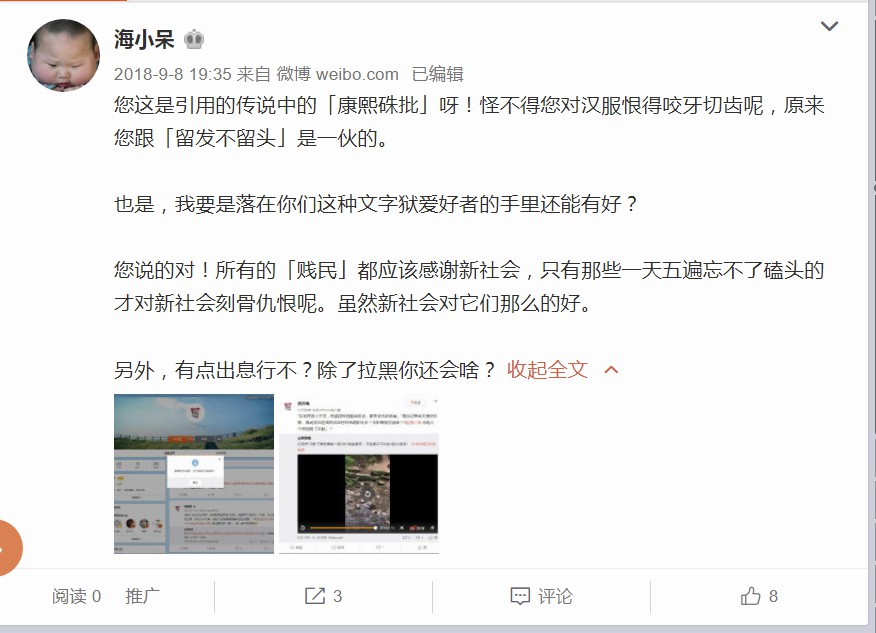 海小呆
2018-9-8 19:35 来自 微博 weibo.com 已编辑
您这是引用的传说中的「康熙硃批」呀！怪不得您对汉服恨得咬牙切齿呢，原来
您跟「留发不留头」是一伙的。
也是，我要是落在你们这种文字狱爱好者的手里还能有好？
您说的对！所有的「贱民」都应该感谢新社会，只有那些一天五遍忘不了磕头的
才对新社会刻骨仇恨呢。虽然新社会对它们那么的好。
另外，有点出息行不？除了拉黑你还会啥？ 收起全文
阅读 0 推广 3 评论 8